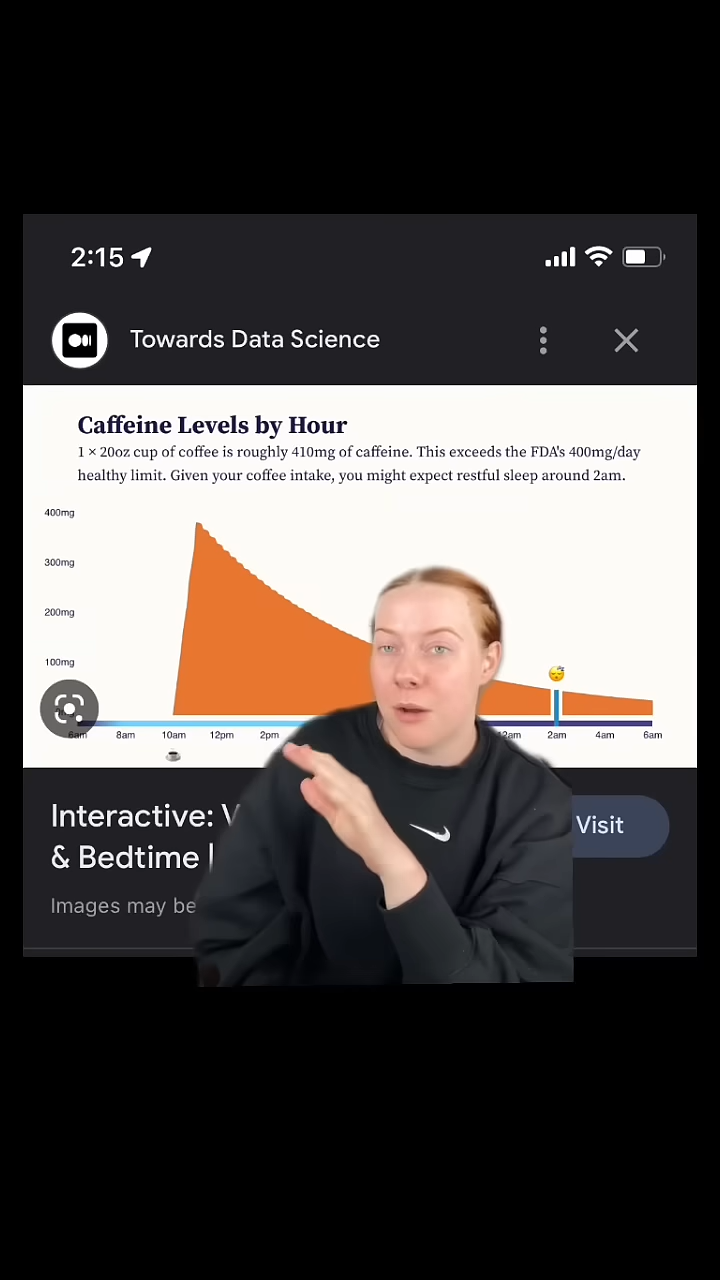 2:15
Towards Data Science
Caffeine Levels by Hour
1 × 20oz cup of coffee is roughly 410mg of caffeine. This exceeds the FDA's 400mg/day
healthy limit. Given your coffee intake, you might expect restful sleep around 2am.
400mg
300mg
200mg
100mg
6am 8am 10am 12pm 2pm 12am 2am 4am 6am
Interactive:
& Bedtime |
Visit
Images may be